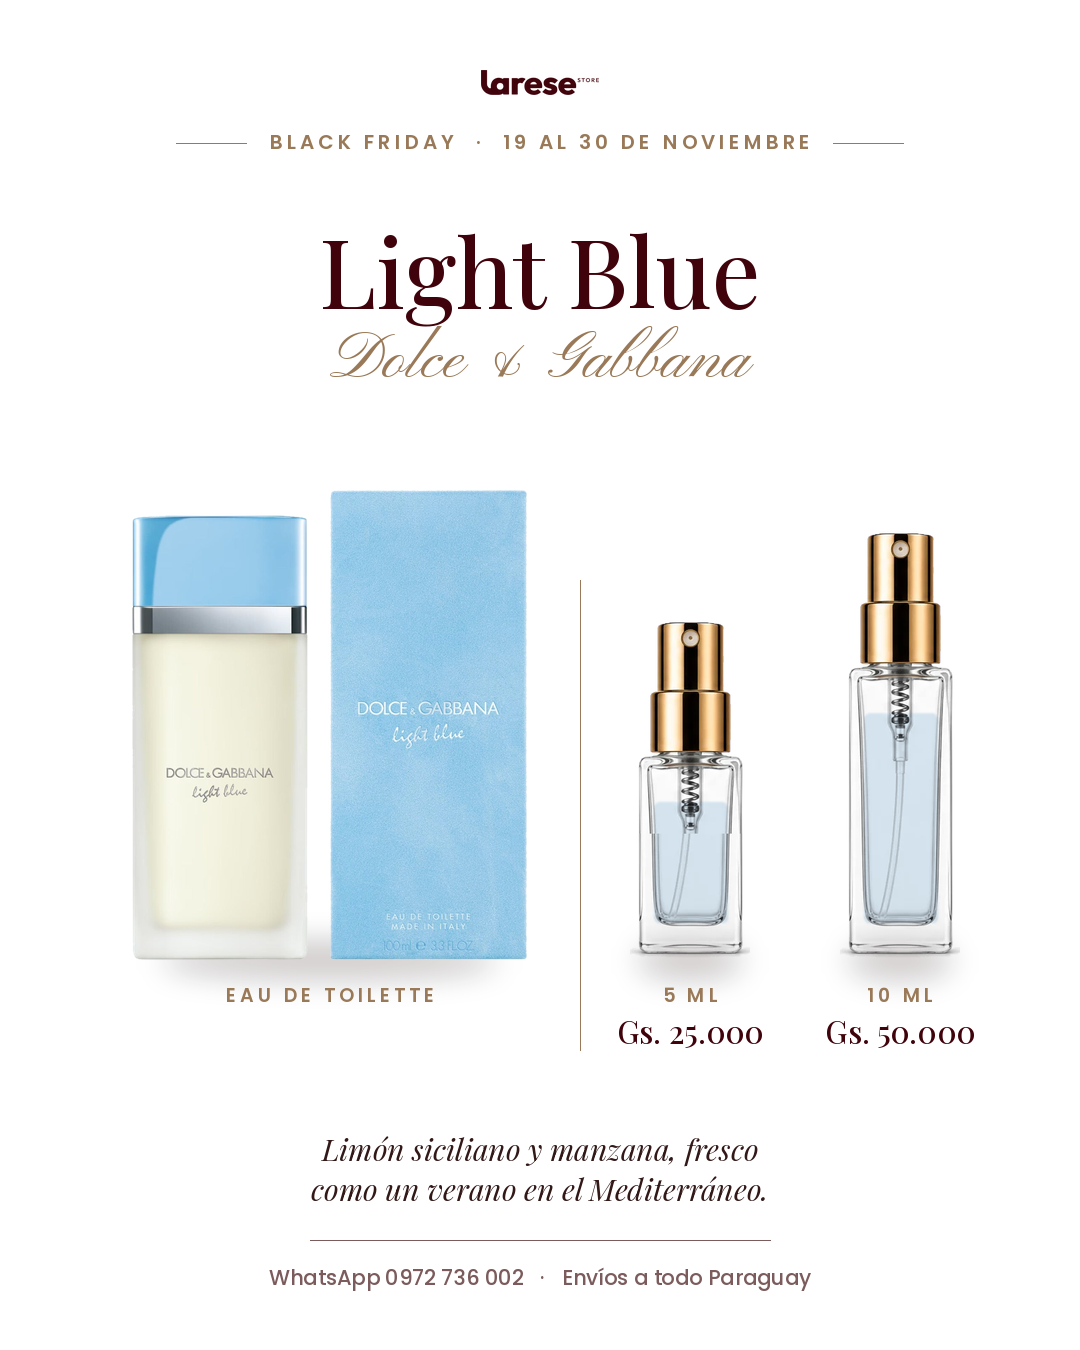 larese STORE
BLACK FRIDAY · 19 AL 30 DE NOVIEMBRE
Light Blue
Dolce & Gabbana
DOLCE & GABBANA
light blue
DOLCE & GABBANA
light blue
EAU DE TOILETTE
MADE IN ITALY
100ml ℮ 3.3 FL.OZ.
EAU DE TOILETTE
5 ML
Gs. 25.000
10 ML
Gs. 50.000
Limón siciliano y manzana, fresco
como un verano en el Mediterráneo.
WhatsApp 0972 736 002 · Envíos a todo Paraguay